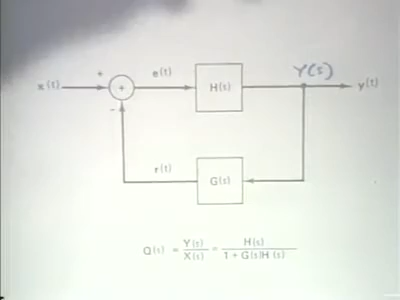 Y(s)
+ e(t)
x(t) + H(s) y(t)
-
r(t)
G(s)
Q(s) = Y(s)/X(s) = H(s)/1 + G(s)H(s)